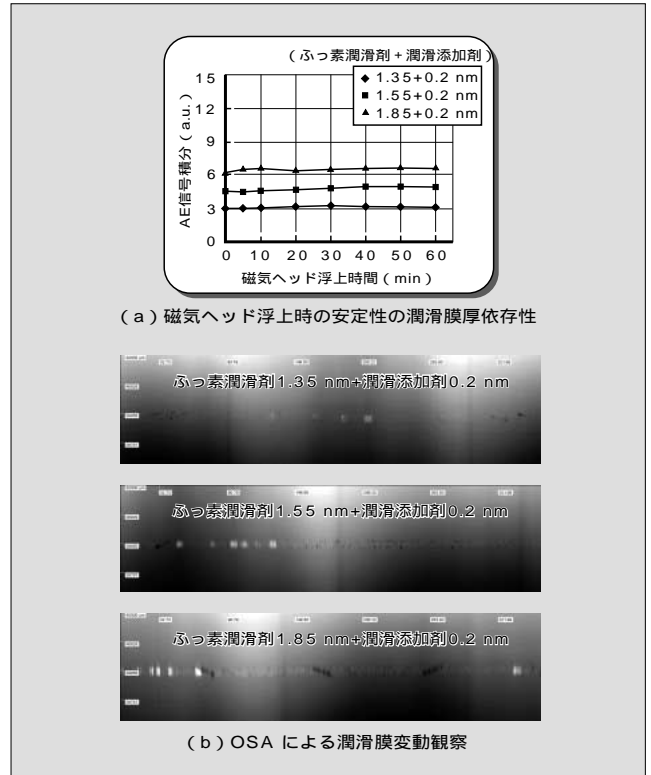 (ふっ素潤滑剤+潤滑添加剤)
1.35+0.2 nm
1.55+0.2 nm
1.85+0.2 nm
AE信号積分(a.u.)
15
12
9
6
3
0
0 10 20 30 40 50 60
磁気ヘッド浮上時間(min)
(a)磁気ヘッド浮上時の安定性の潤滑膜厚依存性
ふっ素潤滑剤1.35 nm+潤滑添加剤0.2 nm
ふっ素潤滑剤1.55 nm+潤滑添加剤0.2 nm
ふっ素潤滑剤1.85 nm+潤滑添加剤0.2 nm
(b)OSA による潤滑膜変動観察